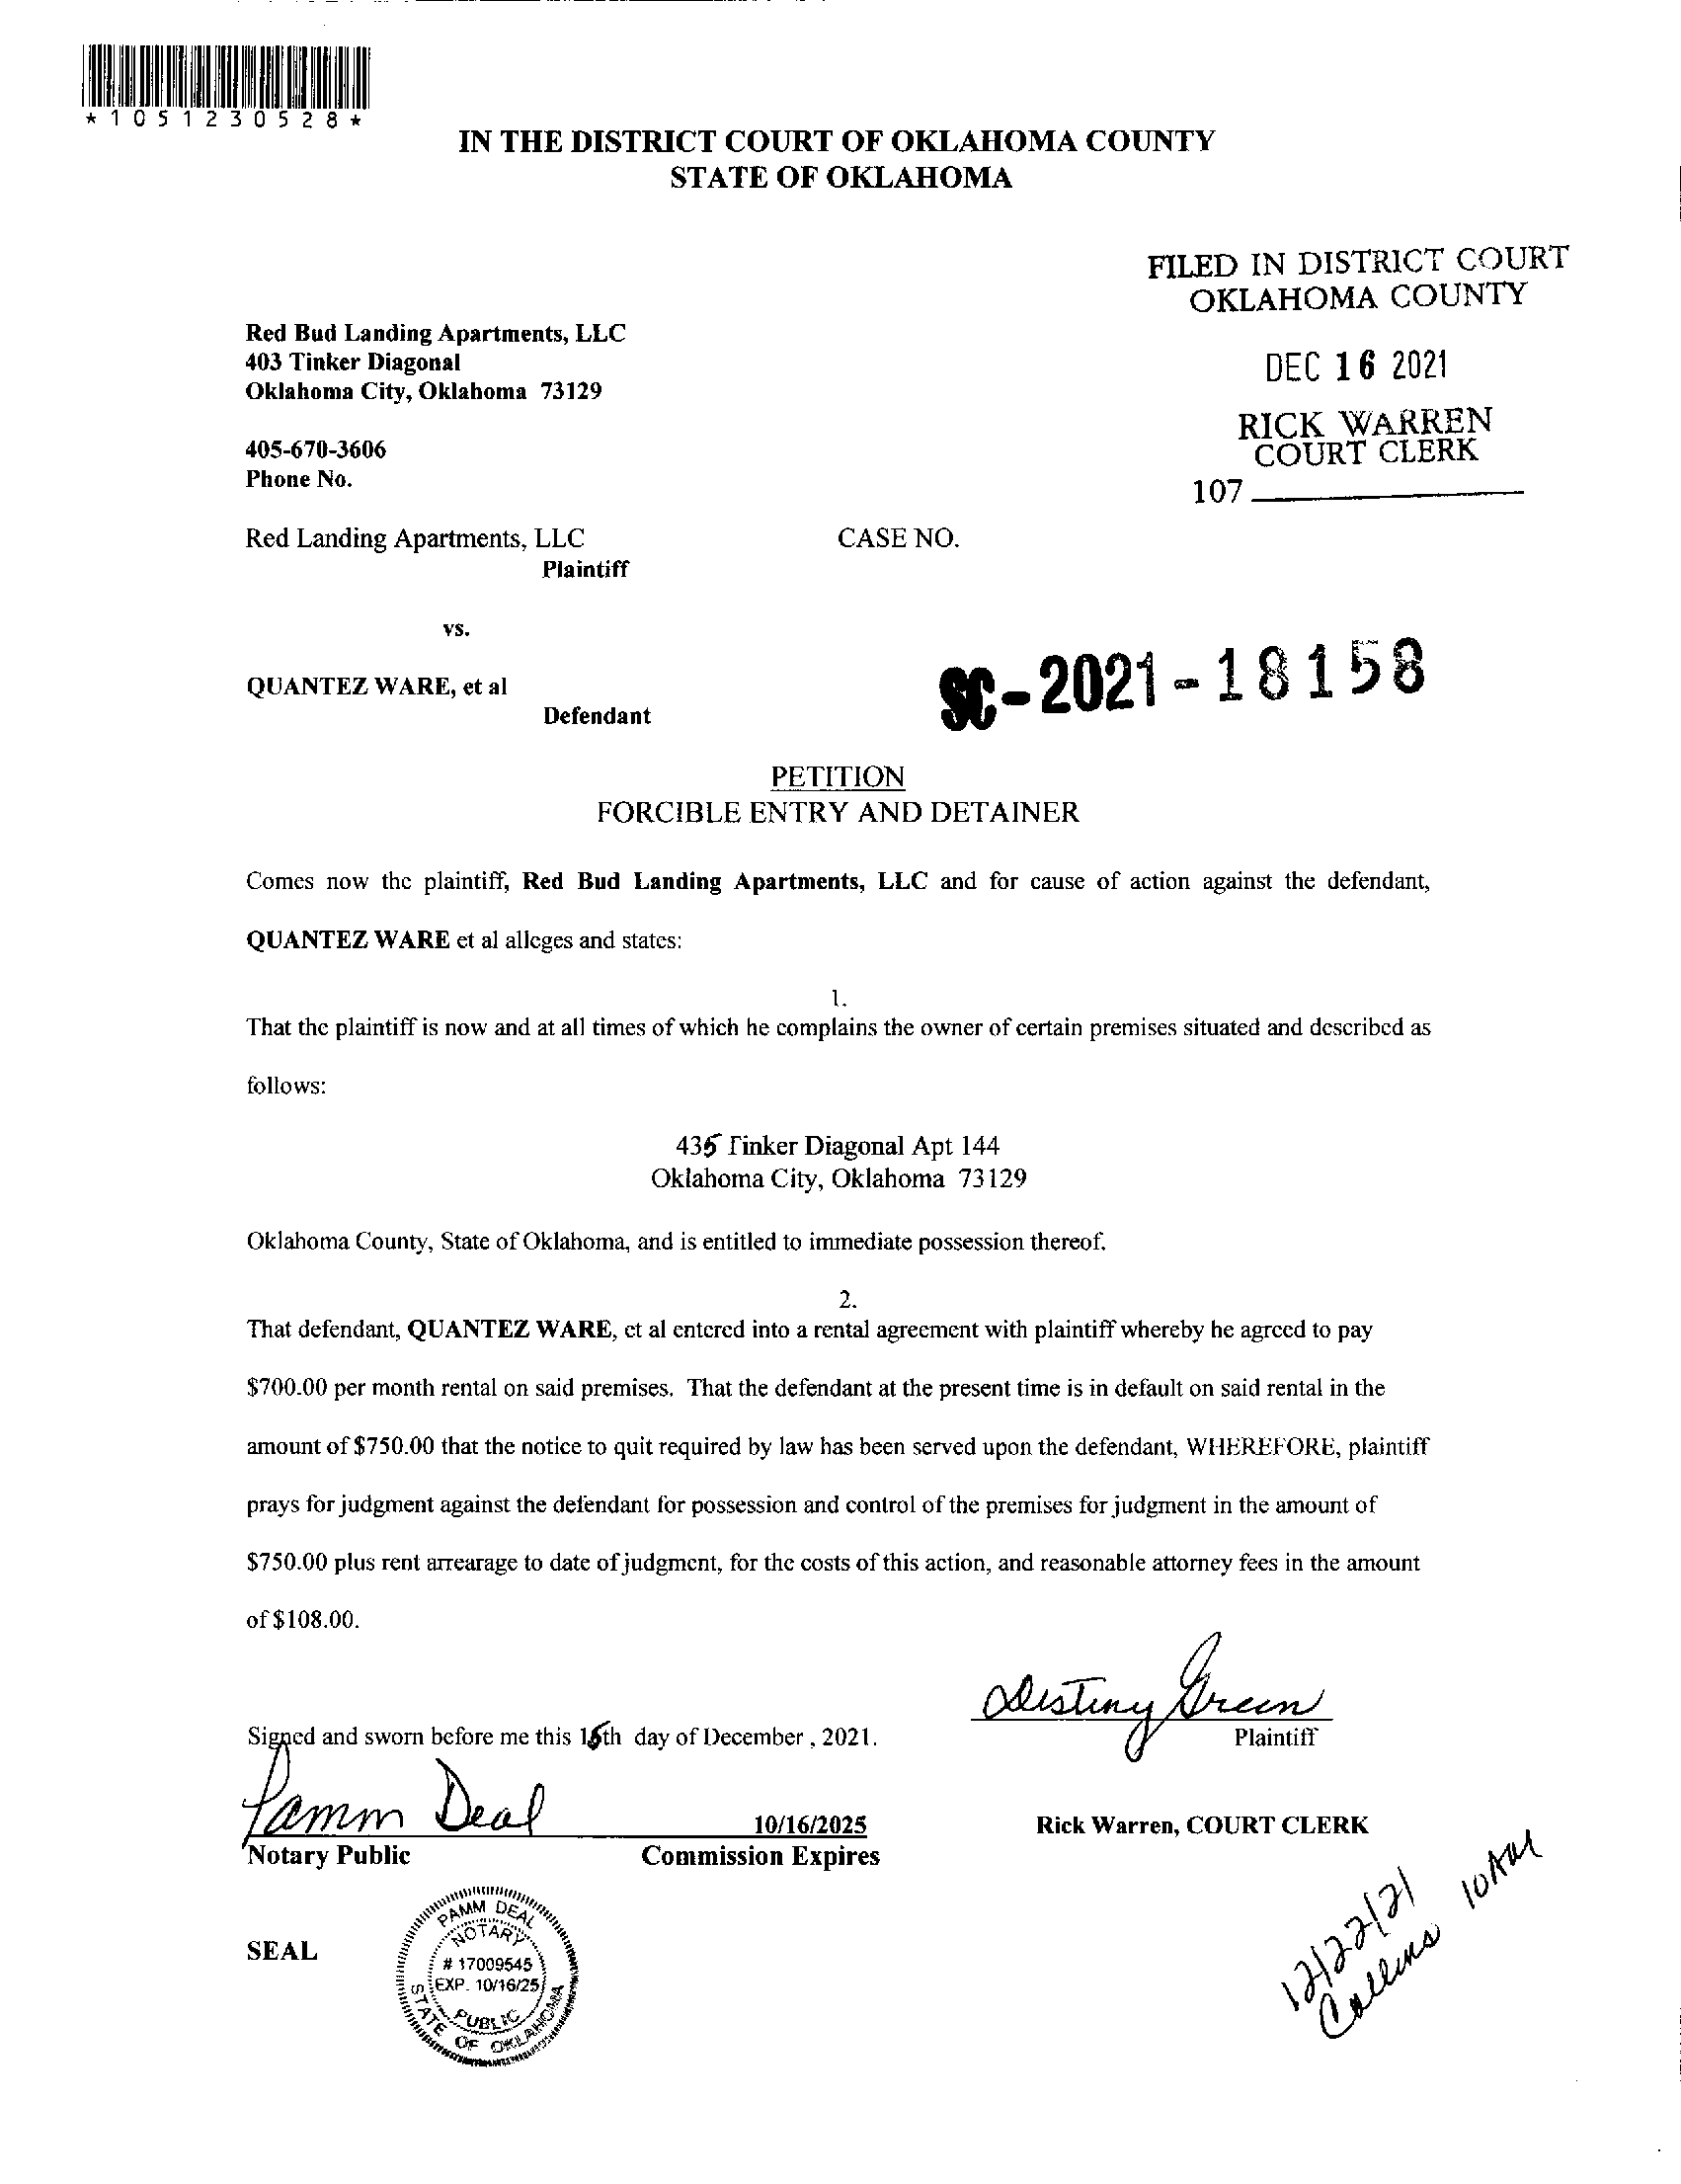 *1051230528*
IN THE DISTRICT COURT OF OKLAHOMA COUNTY
STATE OF OKLAHOMA
FILED IN DISTRICT COURT
OKLAHOMA COUNTY
DEC 16 2021
RICK WARREN
COURT CLERK
107
Red Bud Landing Apartments, LLC
403 Tinker Diagonal
Oklahoma City, Oklahoma 73129
405-670-3606
Phone No.
Red Landing Apartments, LLC
Plaintiff
CASE NO.
vs.
QUANTEZ WARE, et al
Defendant
SC-2021-18158
PETITION
FORCIBLE ENTRY AND DETAINER
Comes now the plaintiff, Red Bud Landing Apartments, LLC and for cause of action against the defendant,
QUANTEZ WARE et al alleges and states:
1.
That the plaintiff is now and at all times of which he complains the owner of certain premises situated and described as
follows:
435 Tinker Diagonal Apt 144
Oklahoma City, Oklahoma 73129
Oklahoma County, State of Oklahoma, and is entitled to immediate possession thereof.
2.
That defendant, QUANTEZ WARE, et al entered into a rental agreement with plaintiff whereby he agreed to pay
$700.00 per month rental on said premises. That the defendant at the present time is in default on said rental in the
amount of $750.00 that the notice to quit required by law has been served upon the defendant, WHEREFORE, plaintiff
prays for judgment against the defendant for possession and control of the premises for judgment in the amount of
$750.00 plus rent arrearage to date of judgment, for the costs of this action, and reasonable attorney fees in the amount
of $108.00.
Destiny Green
Plaintiff
Signed and sworn before me this day of December , 2021.
Pamm Deal
Notary Public
10/16/2025
Commission Expires
Rick Warren, COURT CLERK
SEAL
PAMM DEAL
NOTARY
# 17009545
EXP. 10/16/25
PUBLIC
STATE OF OKLAHOMA
12/22/21 10AM
Collins